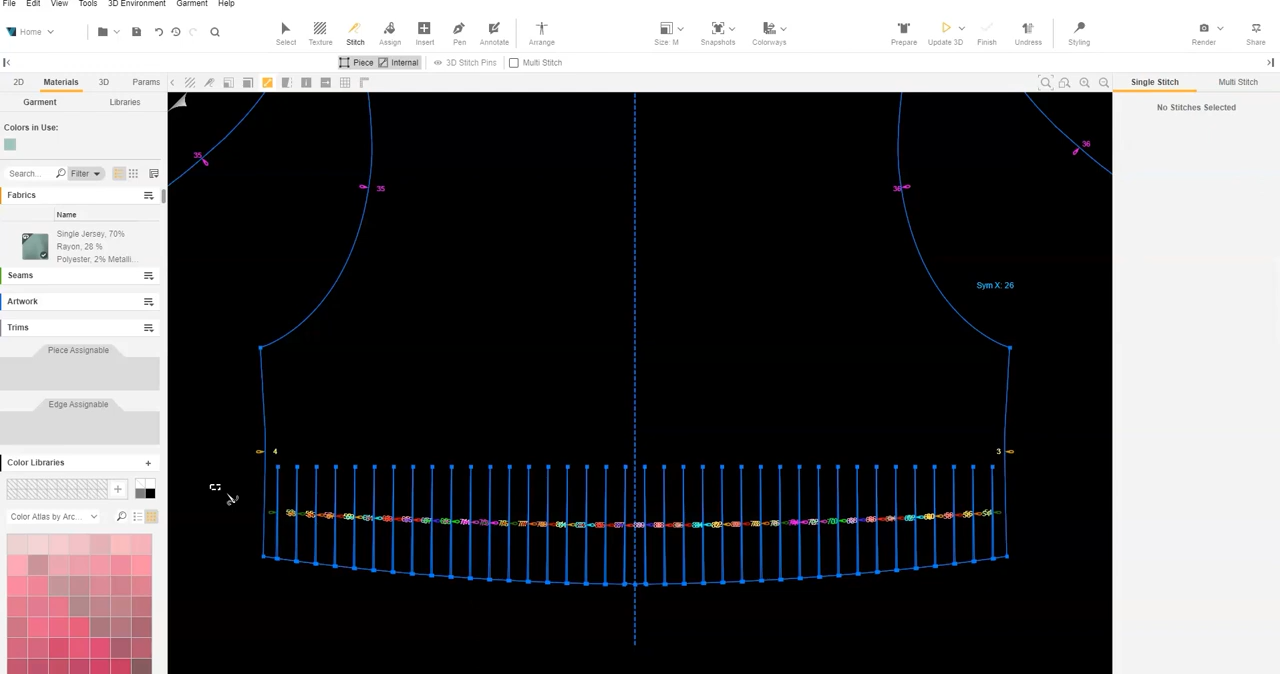 File Edit View Tools 3D Environment Garment Help
Home
Select Texture Stitch Assign Insert Pen Annotate Arrange Size: M Snapshots Colorways Prepare Update 3D Finish Undress Styling Render Share
Piece Internal 3D Stitch Pins Multi Stitch
2D Materials 3D Params
Single Stitch Multi Stitch
Garment Libraries
No Stitches Selected
Colors in Use:
Search... Filter
Fabrics
Name
Single Jersey, 70%
Rayon, 28 %
Polyester, 2% Metalli...
Seams
Artwork
Trims
Piece Assignable
Edge Assignable
Color Libraries
Color Atlas by Arc...
35 36
35 36
Sym X: 26
4 3